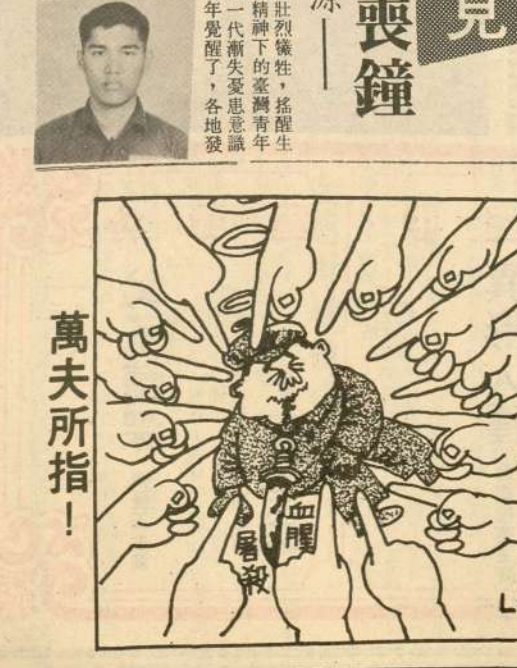 見
喪鐘
源——
壯烈犧牲，搖醒生
精神下的臺灣青年
一代漸失憂患意識
年覺醒了，各地發
萬夫所指！
血腥
屠殺
L